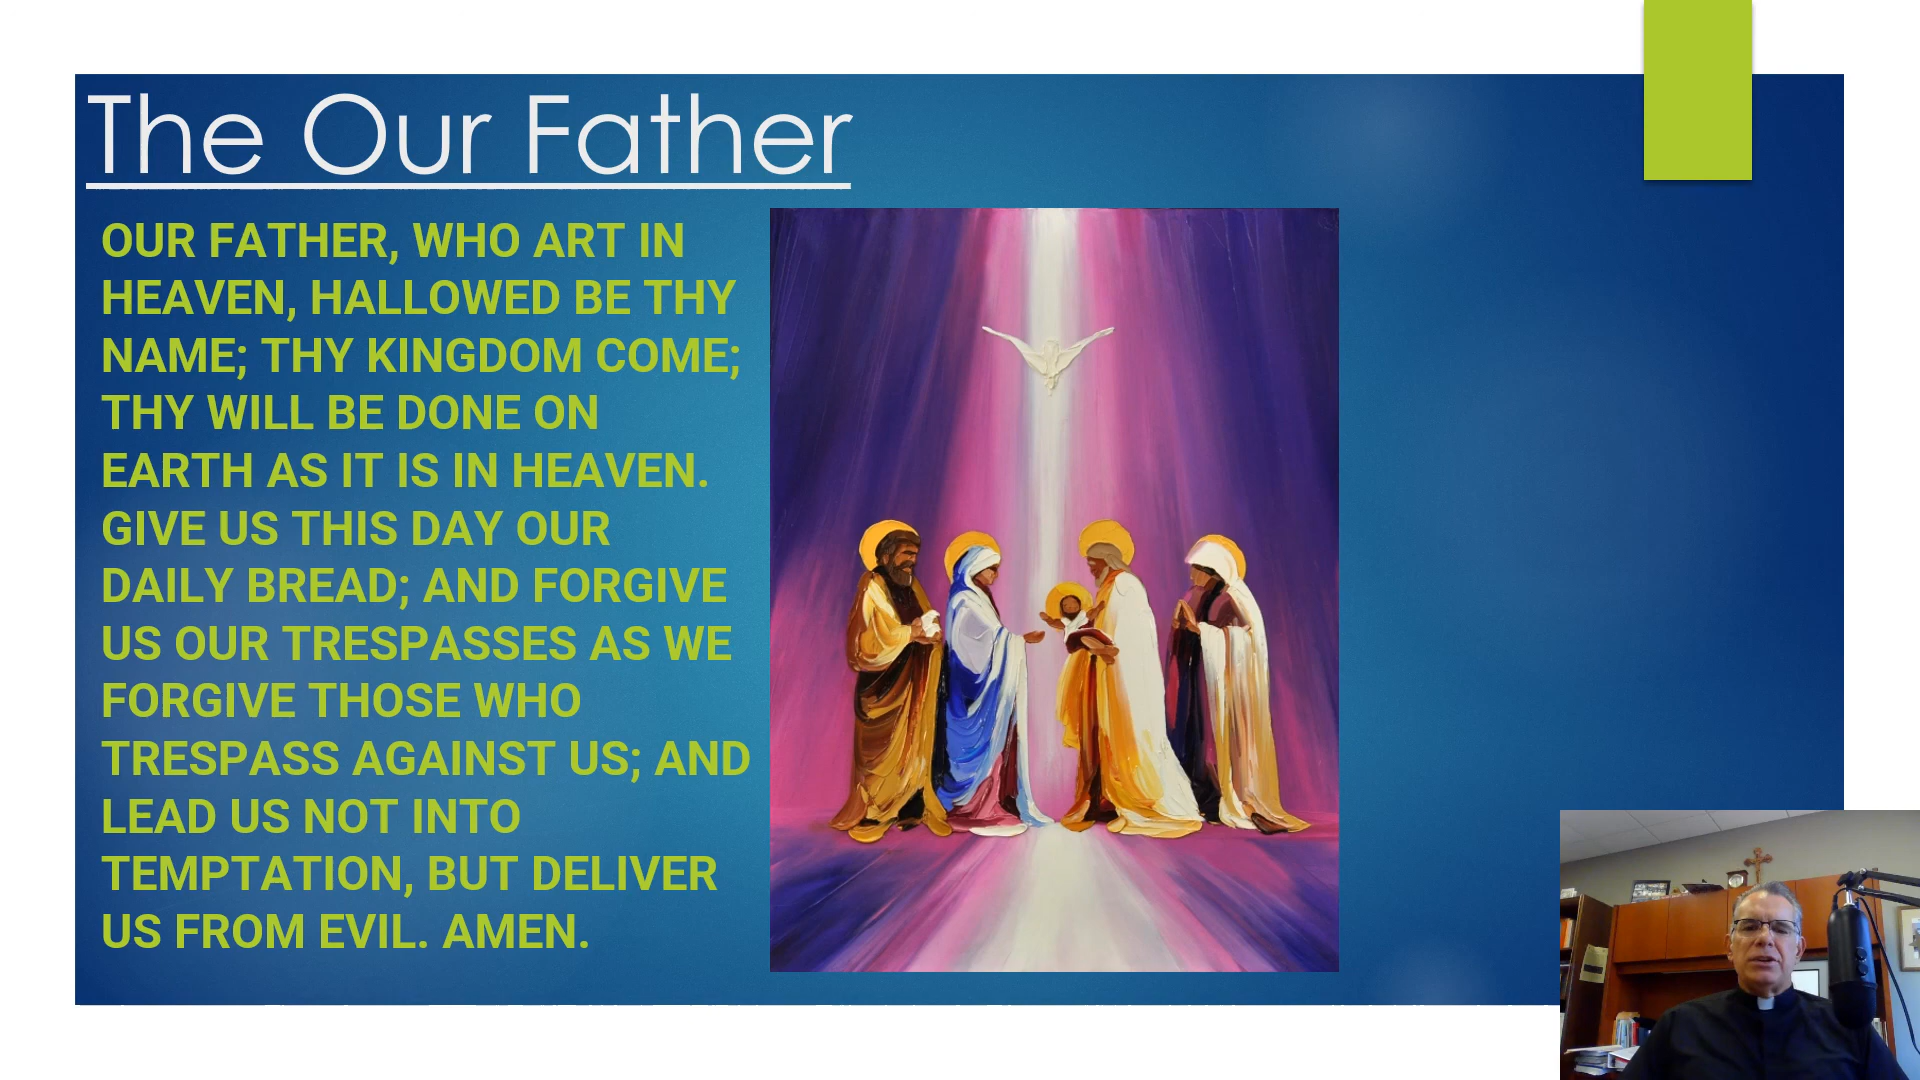 The Our Father
OUR FATHER, WHO ART IN
HEAVEN, HALLOWED BE THY
NAME; THY KINGDOM COME;
THY WILL BE DONE ON
EARTH AS IT IS IN HEAVEN.
GIVE US THIS DAY OUR
DAILY BREAD; AND FORGIVE
US OUR TRESPASSES AS WE
FORGIVE THOSE WHO
TRESPASS AGAINST US; AND
LEAD US NOT INTO
TEMPTATION, BUT DELIVER
US FROM EVIL. AMEN.